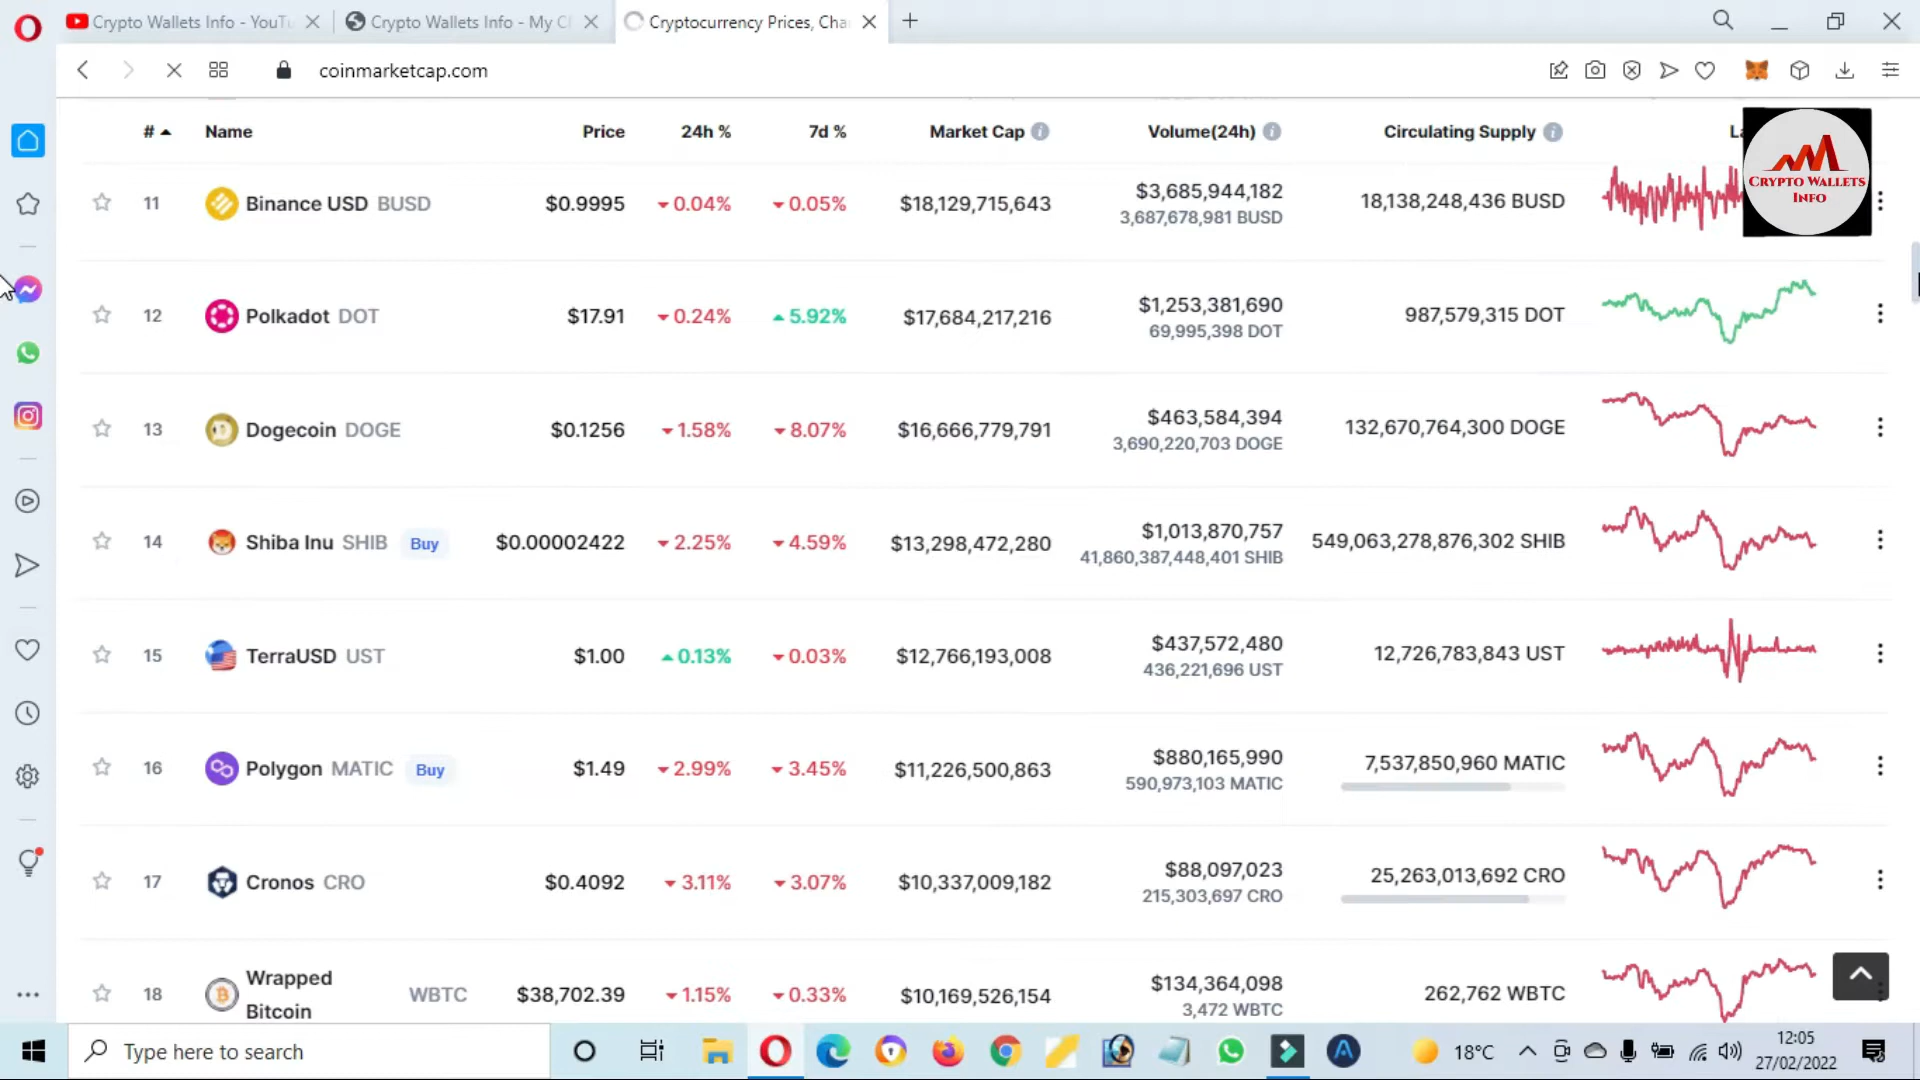 Crypto Wallets Info - YouTu
Crypto Wallets Info - My C
Cryptocurrency Prices, Cha
coinmarketcap.com
# Name Price 24h % 7d % Market Cap Volume(24h) Circulating Supply La
CRYPTO WALLETS
INFO
11 Binance USD BUSD $0.9995 0.04% 0.05% $18,129,715,643 $3,685,944,182 18,138,248,436 BUSD
3,687,678,981 BUSD
12 Polkadot DOT $17.91 0.24% 5.92% $17,684,217,216 $1,253,381,690 987,579,315 DOT
69,995,398 DOT
13 Dogecoin DOGE $0.1256 1.58% 8.07% $16,666,779,791 $463,584,394 132,670,764,300 DOGE
3,690,220,703 DOGE
14 Shiba Inu SHIB Buy $0.00002422 2.25% 4.59% $13,298,472,280 $1,013,870,757 549,063,278,876,302 SHIB
41,860,387,448,401 SHIB
15 TerraUSD UST $1.00 0.13% 0.03% $12,766,193,008 $437,572,480 12,726,783,843 UST
436,221,696 UST
16 Polygon MATIC Buy $1.49 2.99% 3.45% $11,226,500,863 $880,165,990 7,537,850,960 MATIC
590,973,103 MATIC
17 Cronos CRO $0.4092 3.11% 3.07% $10,337,009,182 $88,097,023 25,263,013,692 CRO
215,303,697 CRO
18 Wrapped Bitcoin WBTC $38,702.39 1.15% 0.33% $10,169,526,154 $134,364,098 262,762 WBTC
3,472 WBTC
Type here to search
18°C
12:05
27/02/2022